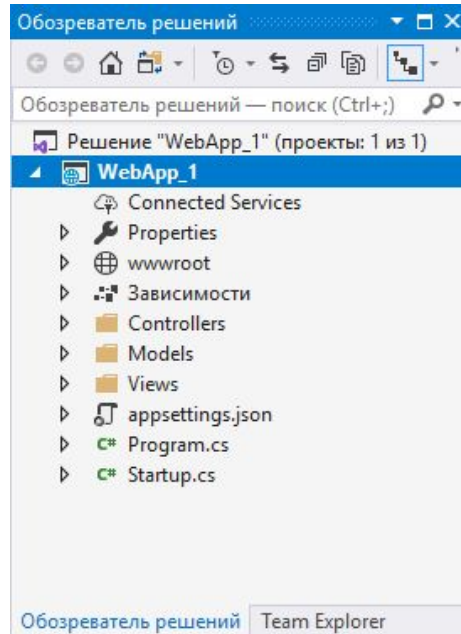 Обозреватель решений
Обозреватель решений — поиск (Ctrl+;)
Решение "WebApp_1" (проекты: 1 из 1)
WebApp_1
Connected Services
Properties
wwwroot
Зависимости
Controllers
Models
Views
appsettings.json
C# Program.cs
C# Startup.cs
Обозреватель решений Team Explorer